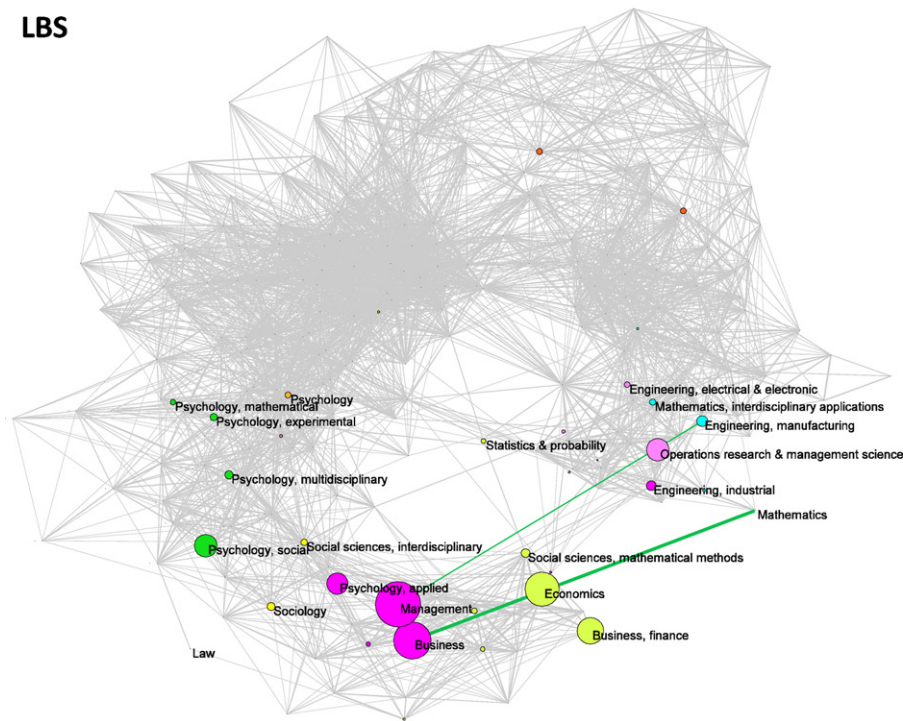 LBS
Psychology
Engineering, electrical & electronic
Psychology, mathematical
Mathematics, interdisciplinary applications
Psychology, experimental
Engineering, manufacturing
Statistics & probability
Operations research & management science
Psychology, multidisciplinary
Engineering, industrial
Mathematics
Psychology, social
Social sciences, interdisciplinary
Social sciences, mathematical methods
Psychology, applied
Economics
Sociology
Management
Business, finance
Business
Law